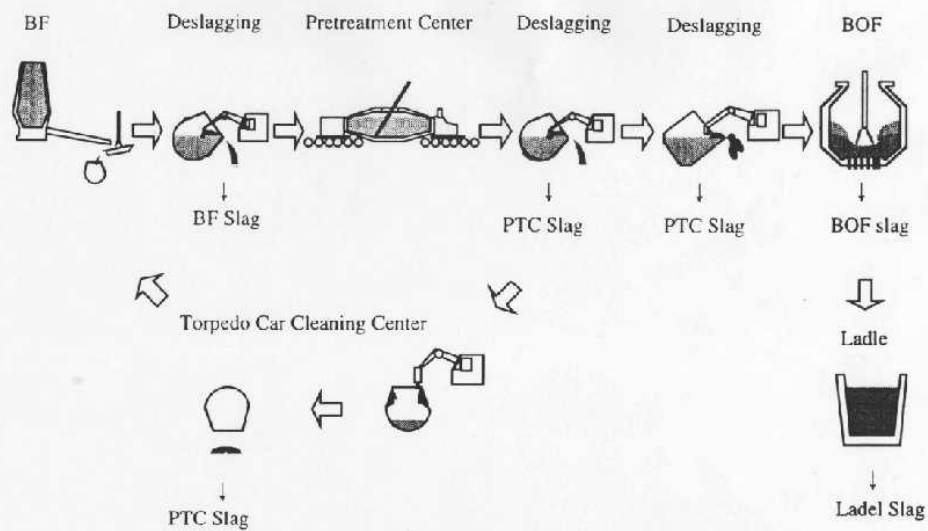 BF
Deslagging
Pretreatment Center
Deslagging
Deslagging
BOF
BF Slag
PTC Slag
PTC Slag
BOF slag
Torpedo Car Cleaning Center
Ladle
PTC Slag
Ladel Slag